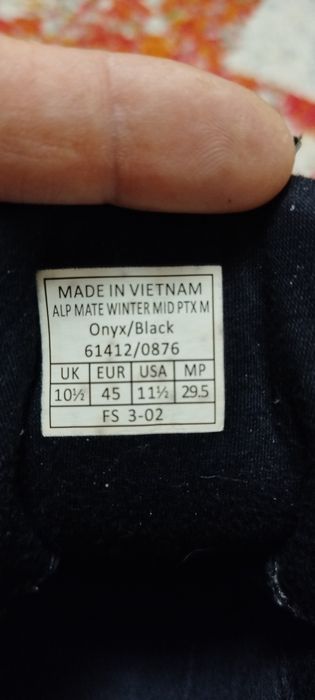 MADE IN VIETNAM
ALP MATE WINTER MID PTX M
Onyx/Black
61412/0876
UK EUR USA MP
10½ 45 11½ 29.5
FS 3-02